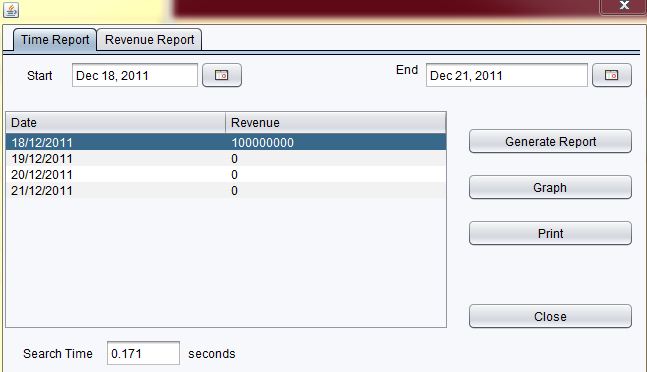 Time Report Revenue Report
Start Dec 18, 2011 End Dec 21, 2011
Date Revenue
18/12/2011 100000000
19/12/2011 0
20/12/2011 0
21/12/2011 0
Generate Report
Graph
Print
Close
Search Time 0.171 seconds